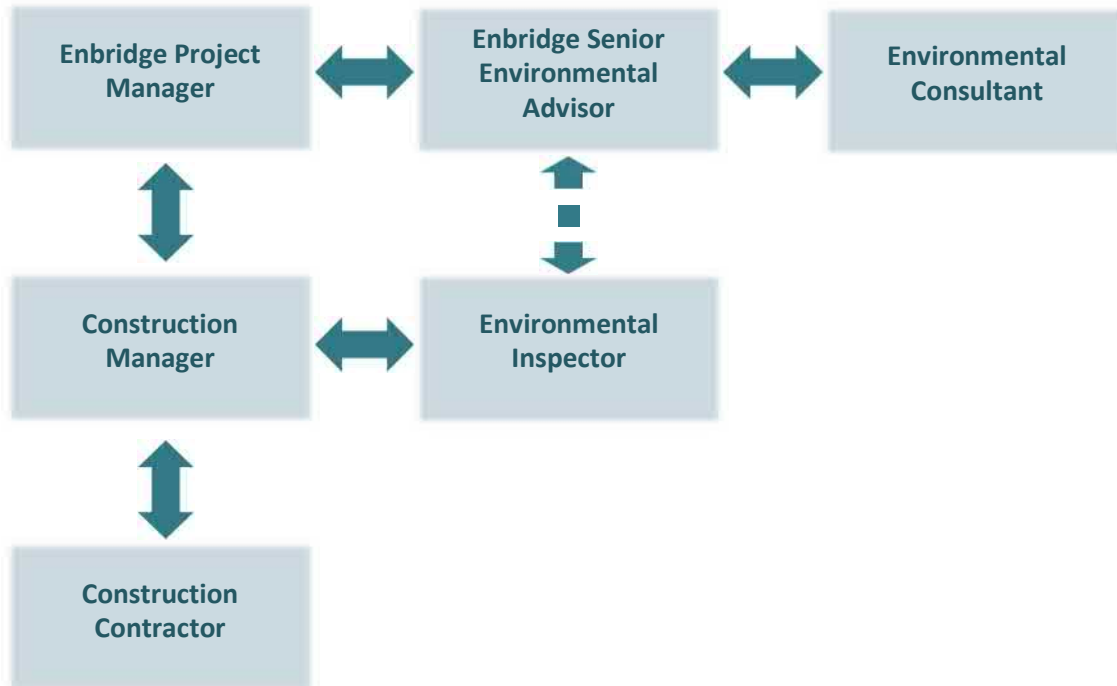 Enbridge Project
Manager
Enbridge Senior
Environmental
Advisor
Environmental
Consultant
Construction
Manager
Environmental
Inspector
Construction
Contractor